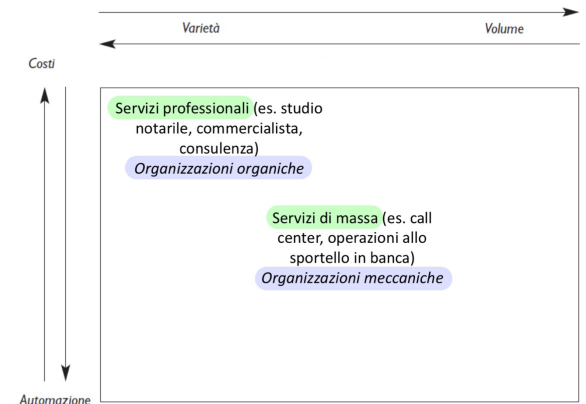 Varietà Volume
Costi
Servizi professionali (es. studio
notarile, commercialista,
consulenza)
Organizzazioni organiche
Servizi di massa (es. call
center, operazioni allo
sportello in banca)
Organizzazioni meccaniche
Automazione